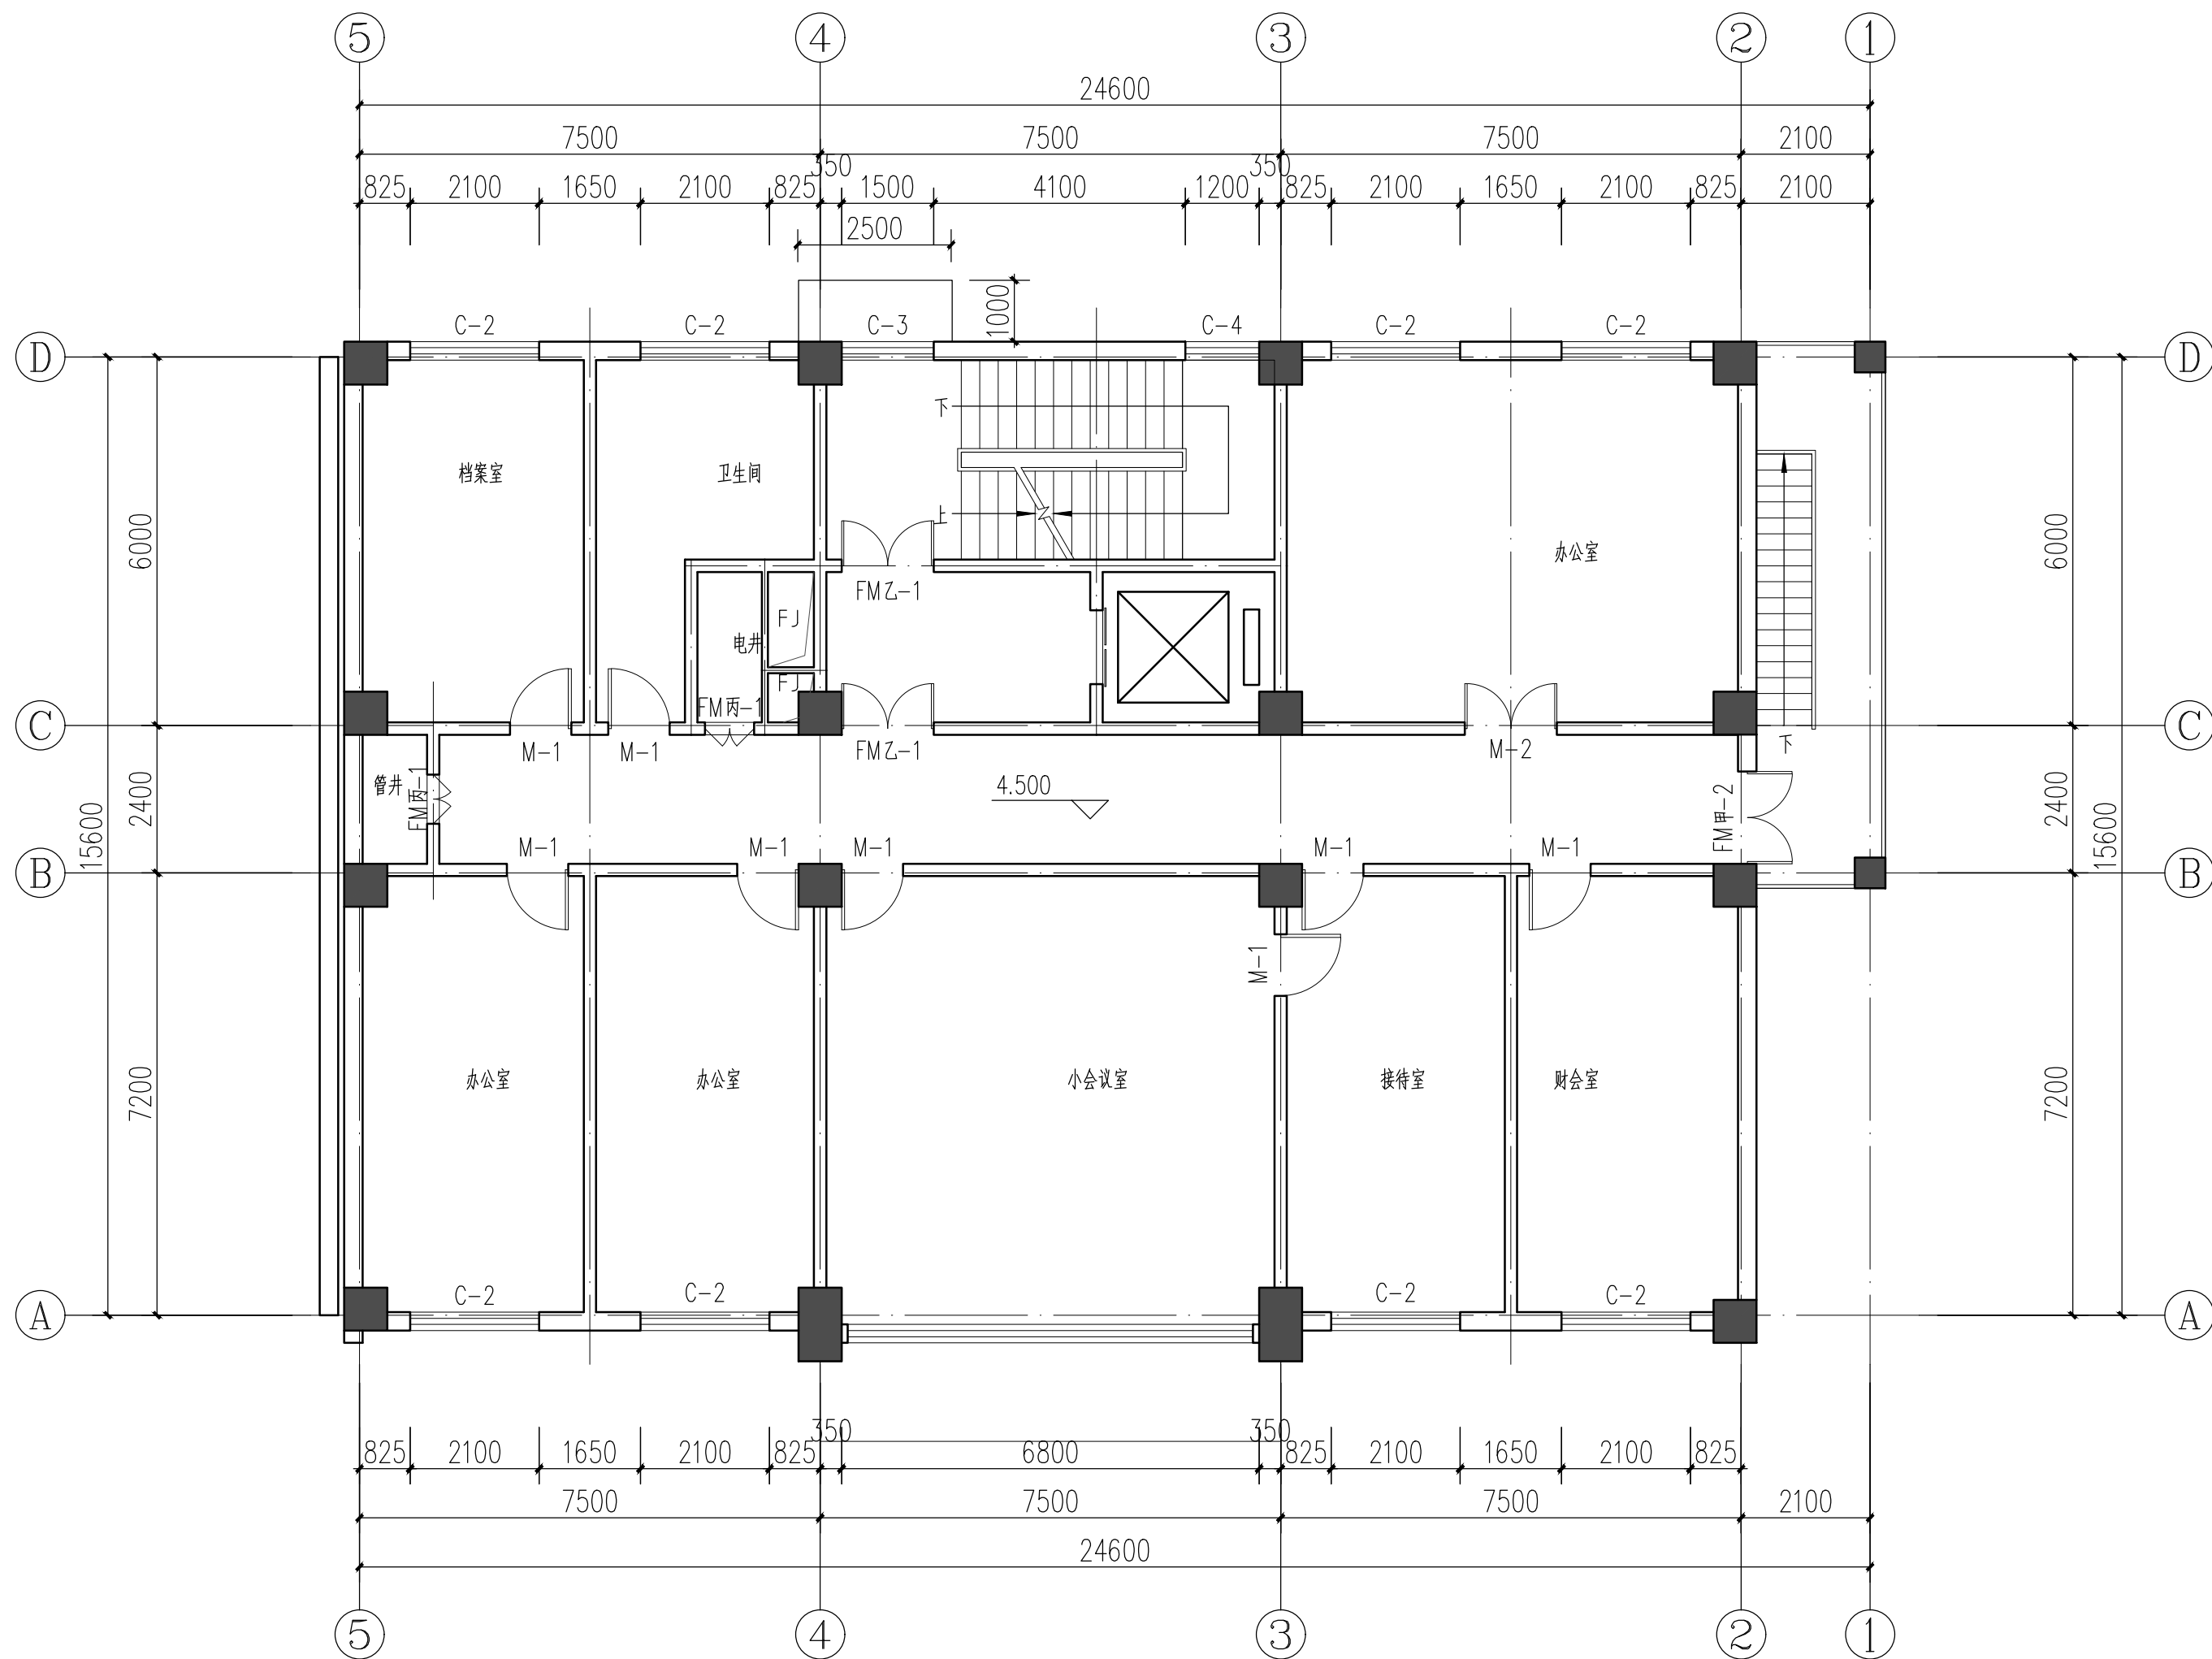 5 4 3 2 1
24600
7500 7500 7500 2100
350 350
825 2100 1650 2100 825 1500 4100 1200 825 2100 1650 2100 825 2100
2500
1000
C-2 C-2 C-3 C-4 C-2 C-2
D D
下
档案室 卫生间
上
6000 办公室 6000
FM乙-1
FJ
电井
FJ
FM丙-1
C C
M-1 M-1 FM乙-1 M-2 下
管井 4.500
FM丙-1
2400 FM甲-2 2400
15600 15600
M-1 M-1 M-1 M-1 M-1
B B
M-1
7200 办公室 办公室 小会议室 接待室 财会室 7200
C-2 C-2 C-2 C-2
A A
350 350
825 2100 1650 2100 825 6800 825 2100 1650 2100 825
7500 7500 7500 2100
24600
5 4 3 2 1